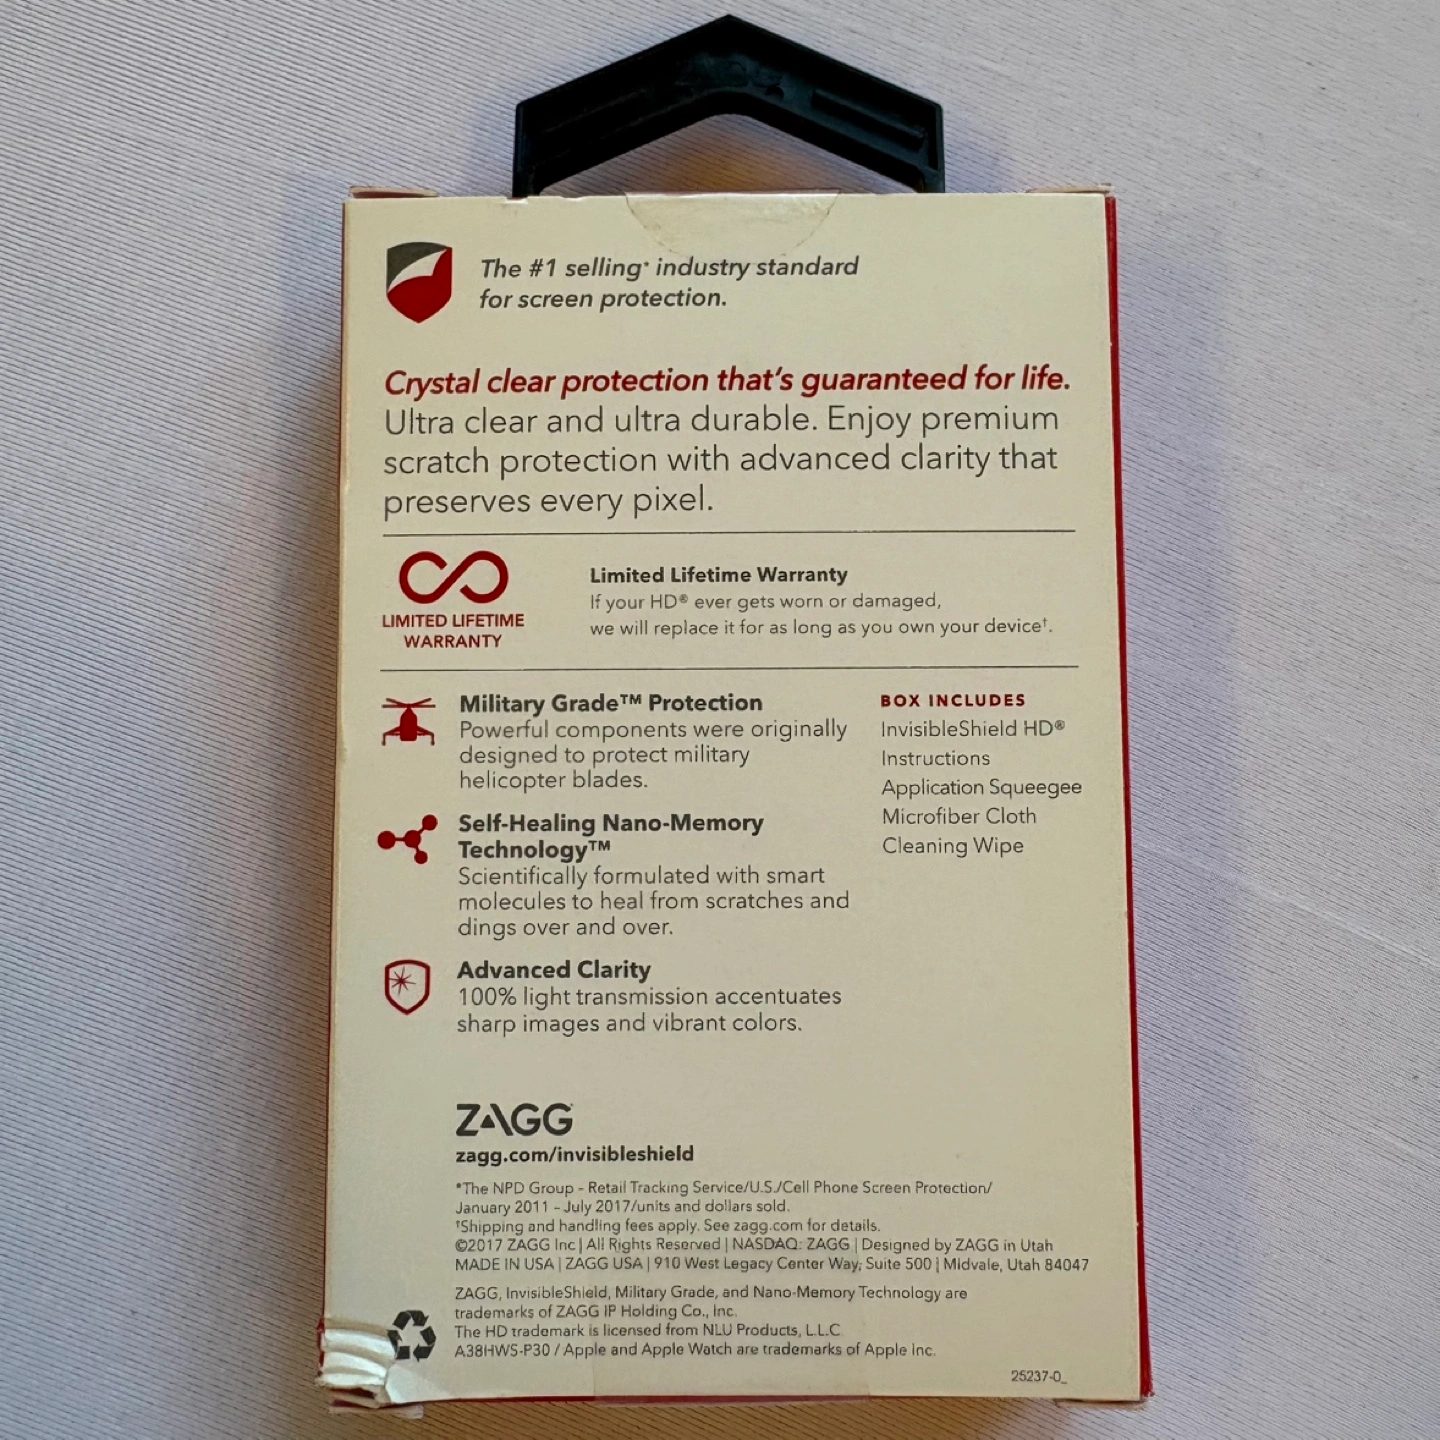 The #1 selling* industry standard
for screen protection.
Crystal clear protection that's guaranteed for life.
Ultra clear and ultra durable. Enjoy premium
scratch protection with advanced clarity that
preserves every pixel.
LIMITED LIFETIME
WARRANTY
Limited Lifetime Warranty
If your HD® ever gets worn or damaged,
we will replace it for as long as you own your device†.
Military Grade™ Protection
Powerful components were originally
designed to protect military
helicopter blades.
Self-Healing Nano-Memory
Technology™
Scientifically formulated with smart
molecules to heal from scratches and
dings over and over.
Advanced Clarity
100% light transmission accentuates
sharp images and vibrant colors.
BOX INCLUDES
InvisibleShield HD®
Instructions
Application Squeegee
Microfiber Cloth
Cleaning Wipe
ZAGG
zagg.com/invisibleshield
*The NPD Group - Retail Tracking Service/U.S./Cell Phone Screen Protection/
January 2011 - July 2017/units and dollars sold.
†Shipping and handling fees apply. See zagg.com for details.
©2017 ZAGG Inc | All Rights Reserved | NASDAQ: ZAGG | Designed by ZAGG in Utah
MADE IN USA | ZAGG USA | 910 West Legacy Center Way, Suite 500 | Midvale, Utah 84047
ZAGG, InvisibleShield, Military Grade, and Nano-Memory Technology are
trademarks of ZAGG IP Holding Co., Inc.
The HD trademark is licensed from NLU Products, L.L.C
A38HWS-P30 / Apple and Apple Watch are trademarks of Apple Inc.
25237-0_